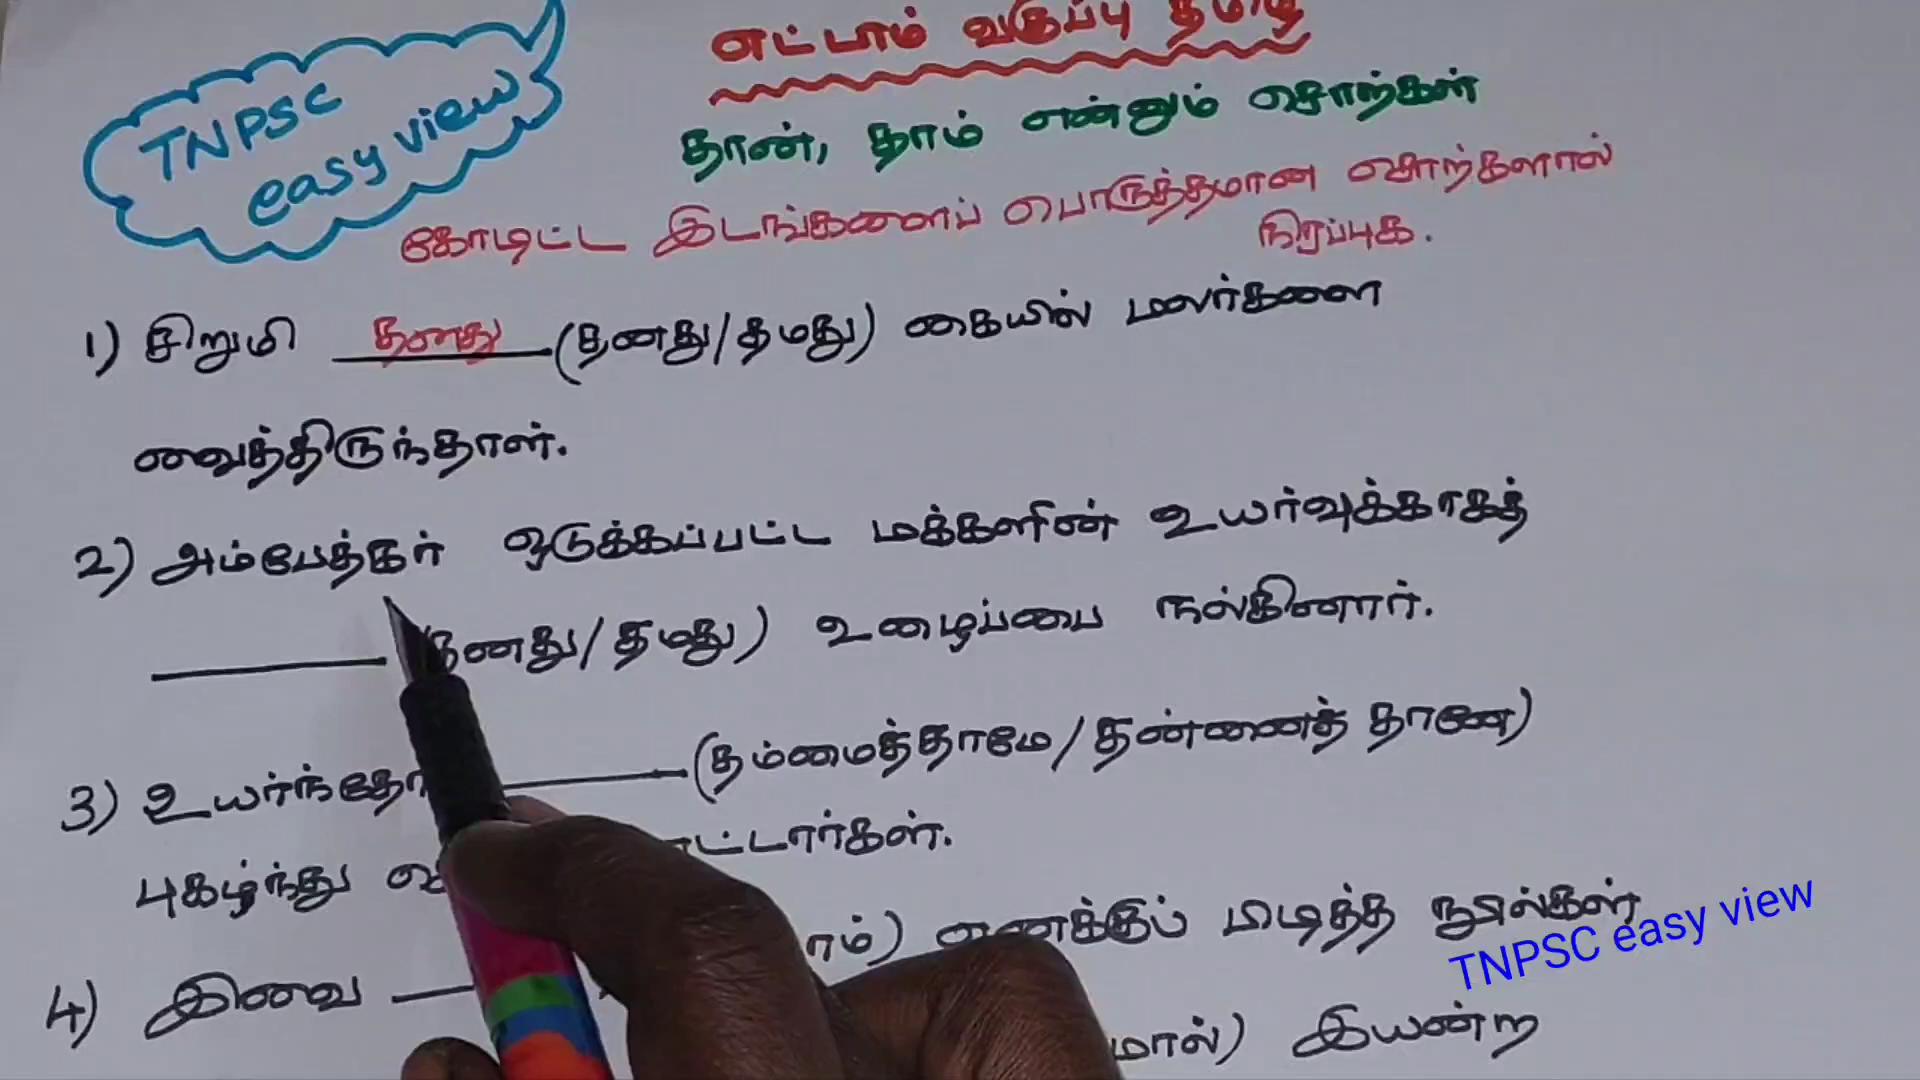 TNPSC
easy view
எட்டாம் வகுப்பு தமிழ்
தான், தாம் என்னும் சொற்கள்
கோடிட்ட இடங்களைப் பொருத்தமான சொற்களால்
நிரப்புக.
1) சிறுமி தனது (தனது/தமது) கையில் மலர்களை
வைத்திருந்தாள்.
2) அம்பேத்கர் ஒடுக்கப்பட்ட மக்களின் உயர்வுக்காகத்
(தனது/தமது) உழைப்பை நல்கினார்.
3) உயர்ந்தோ (தம்மைத்தாமே/தன்னைத் தானே)
புகழ்ந்து ட்டார்கள்.
4) இவை ாம்) எனக்குப் பிடித்த நூல்கள்
TNPSC easy view
மால்) இயன்ற